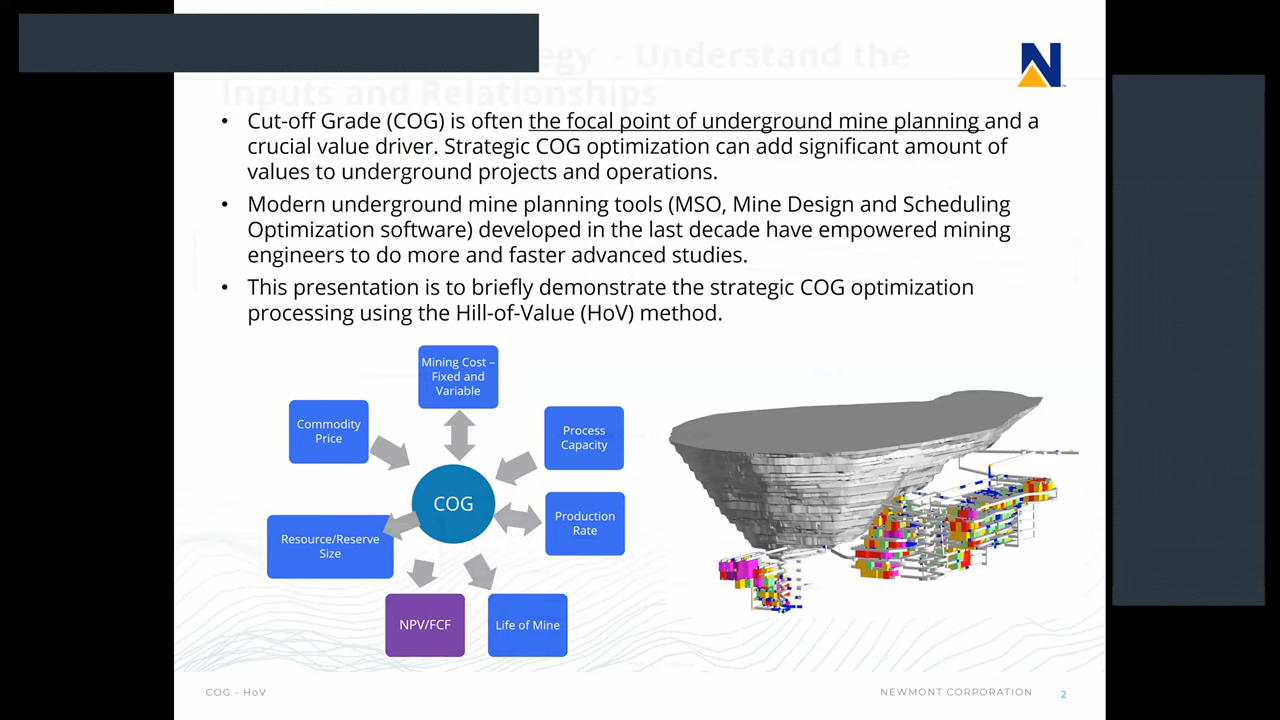 egy - Understand the
Inputs and Relationships
• Cut-off Grade (COG) is often the focal point of underground mine planning and a
crucial value driver. Strategic COG optimization can add significant amount of
values to underground projects and operations.
• Modern underground mine planning tools (MSO, Mine Design and Scheduling
Optimization software) developed in the last decade have empowered mining
engineers to do more and faster advanced studies.
• This presentation is to briefly demonstrate the strategic COG optimization
processing using the Hill-of-Value (HoV) method.
Mining Cost –
Fixed and
Variable
Commodity
Price
Process
Capacity
COG
Production
Rate
Resource/Reserve
Size
NPV/FCF
Life of Mine
COG - HoV
NEWMONT CORPORATION
2